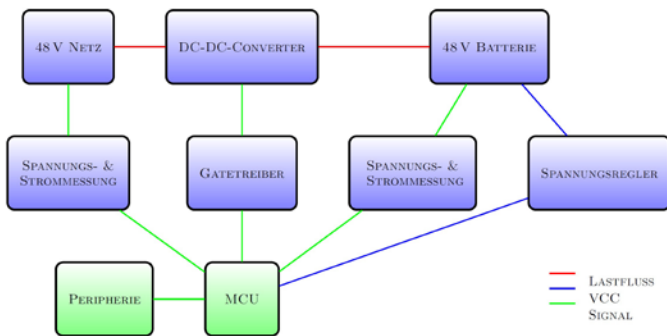 48 V Netz
DC-DC-Converter
48 V Batterie
Spannungs- &
Strommessung
Gatetreiber
Spannungs- &
Strommessung
Spannungsregler
Peripherie
MCU
Lastfluss
VCC
Signal